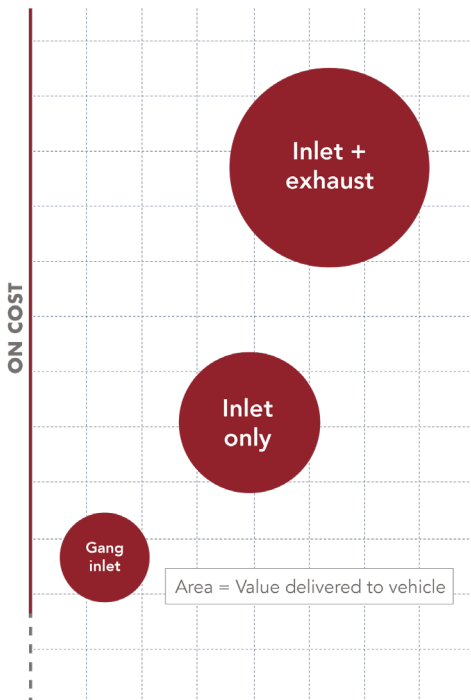 Inlet +
exhaust
ON COST
Inlet
only
Gang
inlet
Area = Value delivered to vehicle